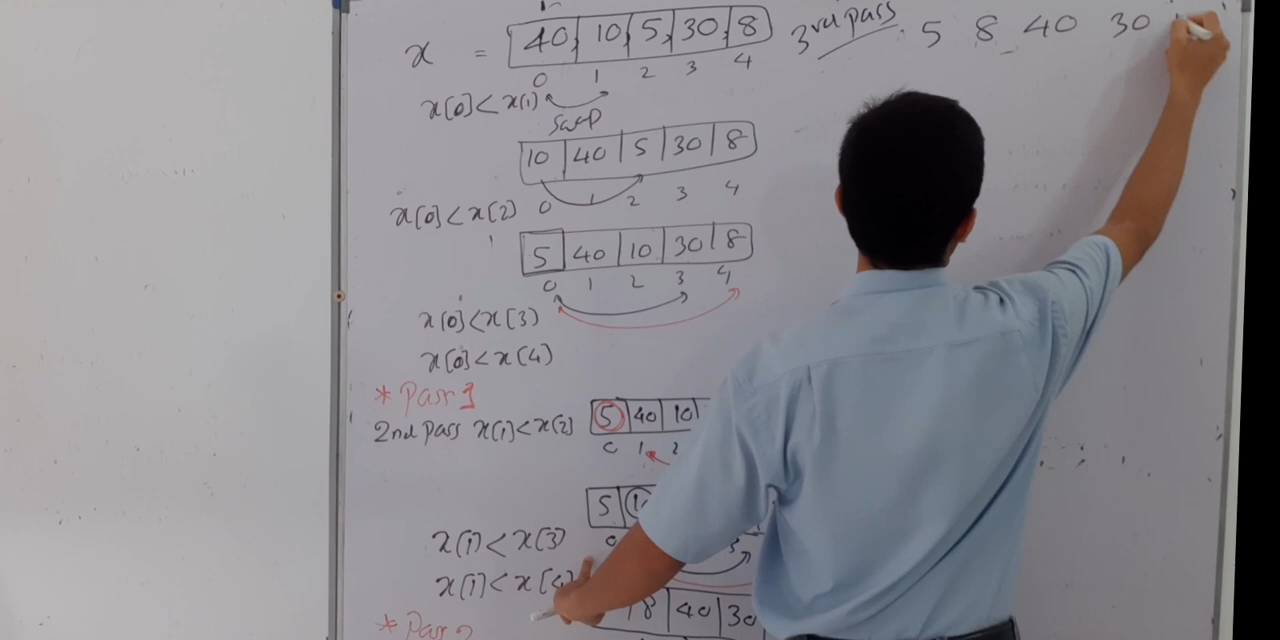 x = 40, 10, 5, 30, 8
0 1 2 3 4
3rd pass 5 8 40 30
x[0]<x[1]
Swap
10 40 5 30 8
x[0]<x[2] 0 1 2 3 4
5 40 10 30 8
0 1 2 3 4
x[0]<x[3]
x[0]<x[4]
* Pass 1
2nd pass x[1]<x[2] 5 40 10
0 1 2
5
x[1]<x[3] 0 3
x[1]<x[4]
8 40 30
* Pass 2